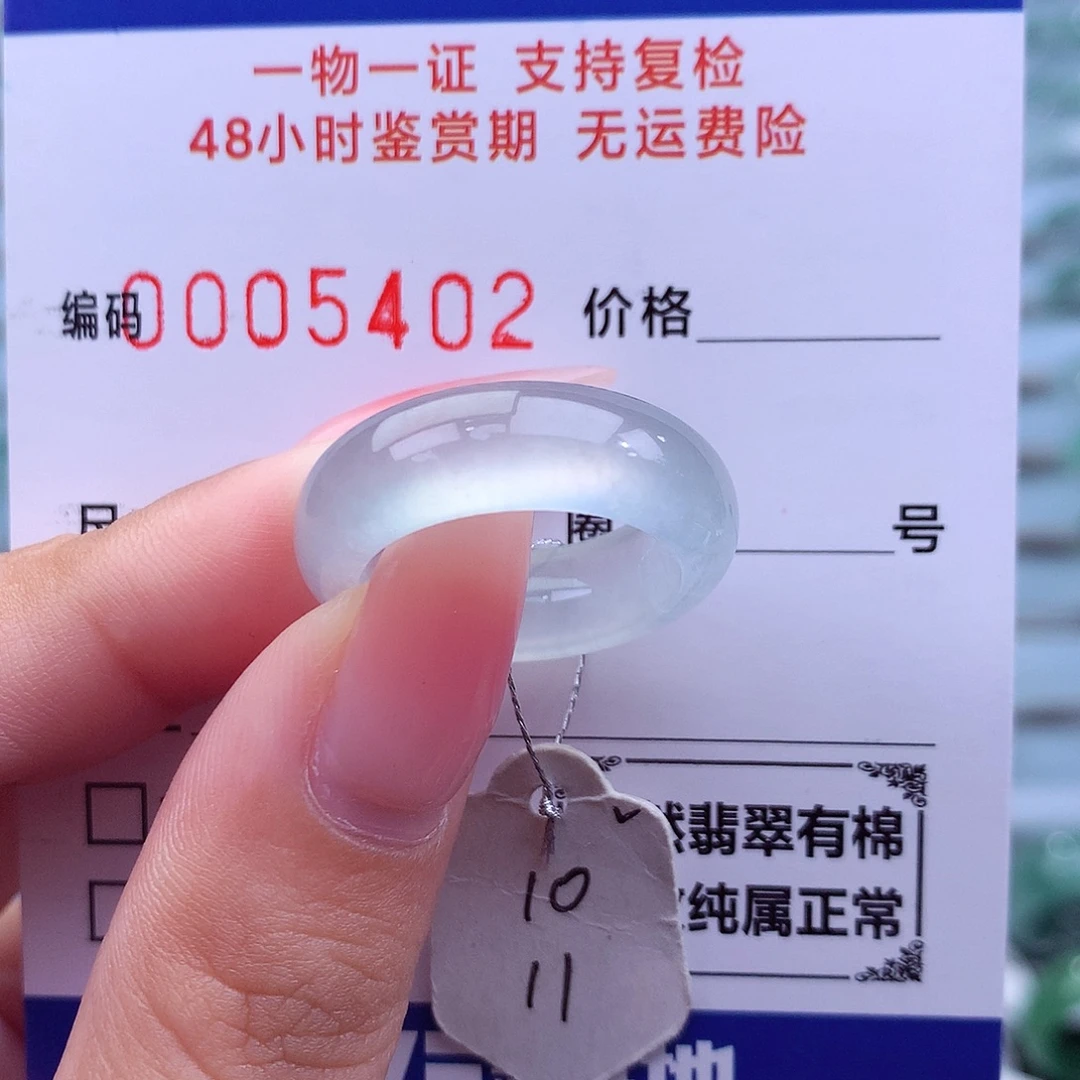 一物一证 支持复检
48小时鉴赏期 无运费险
编码0005402 价格
圈 号
翡翠有棉
纯属正常
10
11